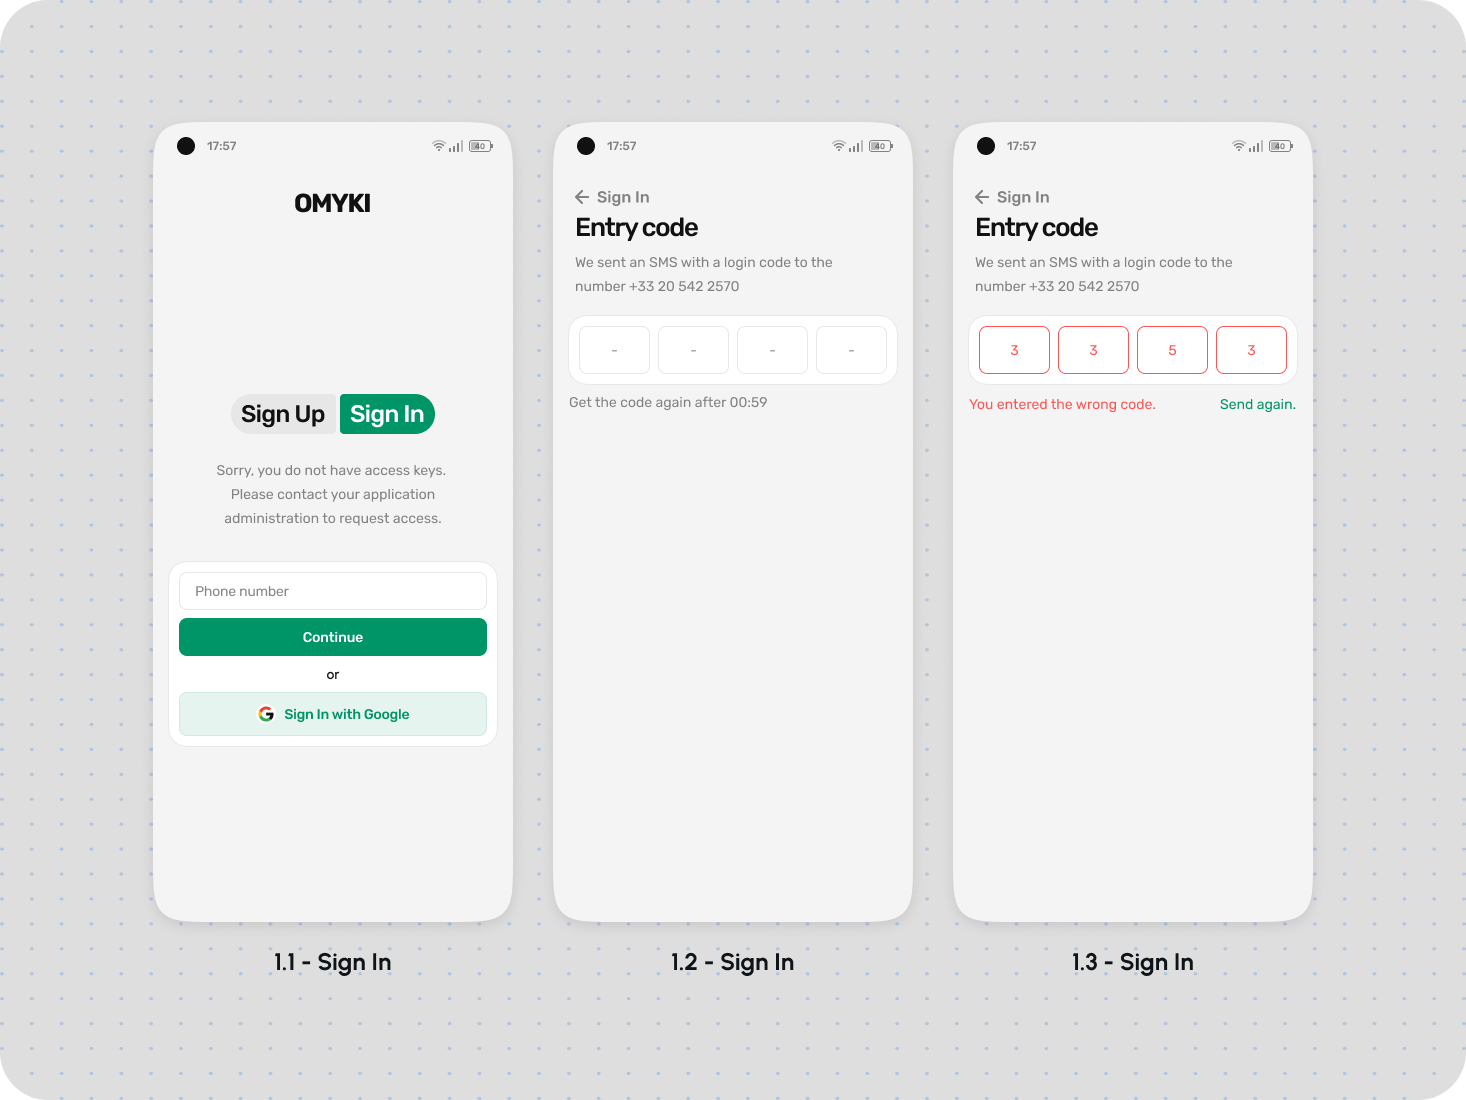 17:57
40
OMYKI
Sign Up
Sign In
Sorry, you do not have access keys.
Please contact your application
administration to request access.
Phone number
Continue
or
Sign In with Google
1.1 - Sign In
17:57
40
Sign In
Entry code
We sent an SMS with a login code to the
number +33 20 542 2570
- - - -
Get the code again after 00:59
1.2 - Sign In
17:57
40
Sign In
Entry code
We sent an SMS with a login code to the
number +33 20 542 2570
3 3 5 3
You entered the wrong code. Send again.
1.3 - Sign In